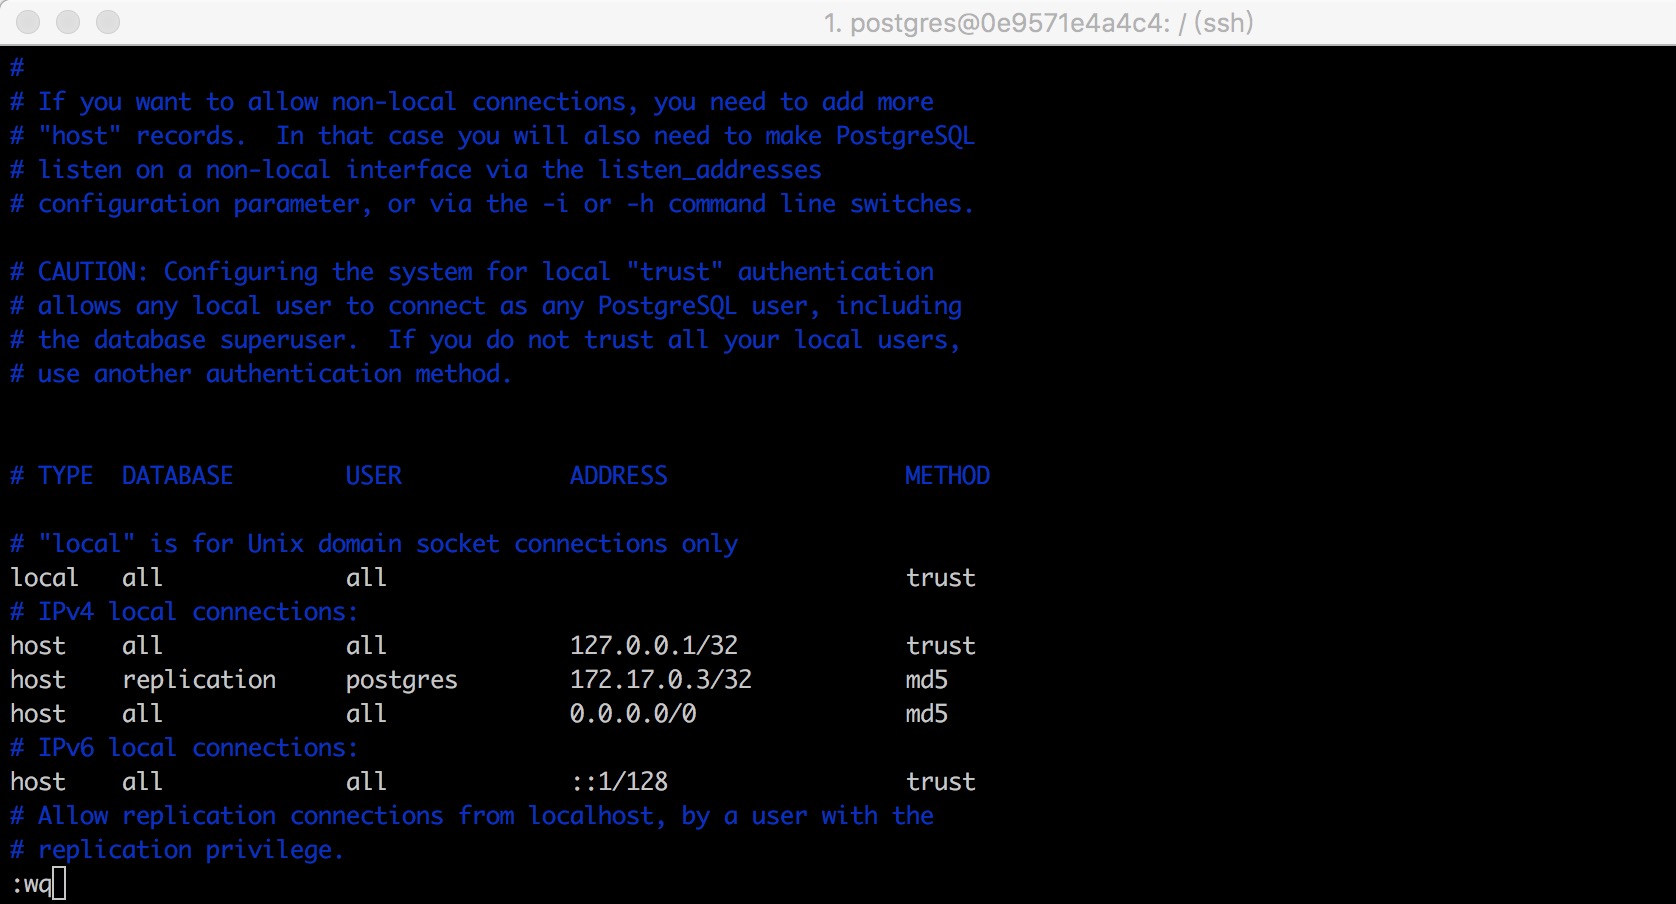 1. postgres@0e9571e4a4c4: / (ssh)
#
# If you want to allow non-local connections, you need to add more
# "host" records.  In that case you will also need to make PostgreSQL
# listen on a non-local interface via the listen_addresses
# configuration parameter, or via the -i or -h command line switches.
# CAUTION: Configuring the system for local "trust" authentication
# allows any local user to connect as any PostgreSQL user, including
# the database superuser.  If you do not trust all your local users,
# use another authentication method.
# TYPE  DATABASE        USER            ADDRESS                 METHOD
# "local" is for Unix domain socket connections only
local   all             all                                     trust
# IPv4 local connections:
host    all             all             127.0.0.1/32            trust
host    replication     postgres        172.17.0.3/32           md5
host    all             all             0.0.0.0/0               md5
# IPv6 local connections:
host    all             all             ::1/128                 trust
# Allow replication connections from localhost, by a user with the
# replication privilege.
:wq